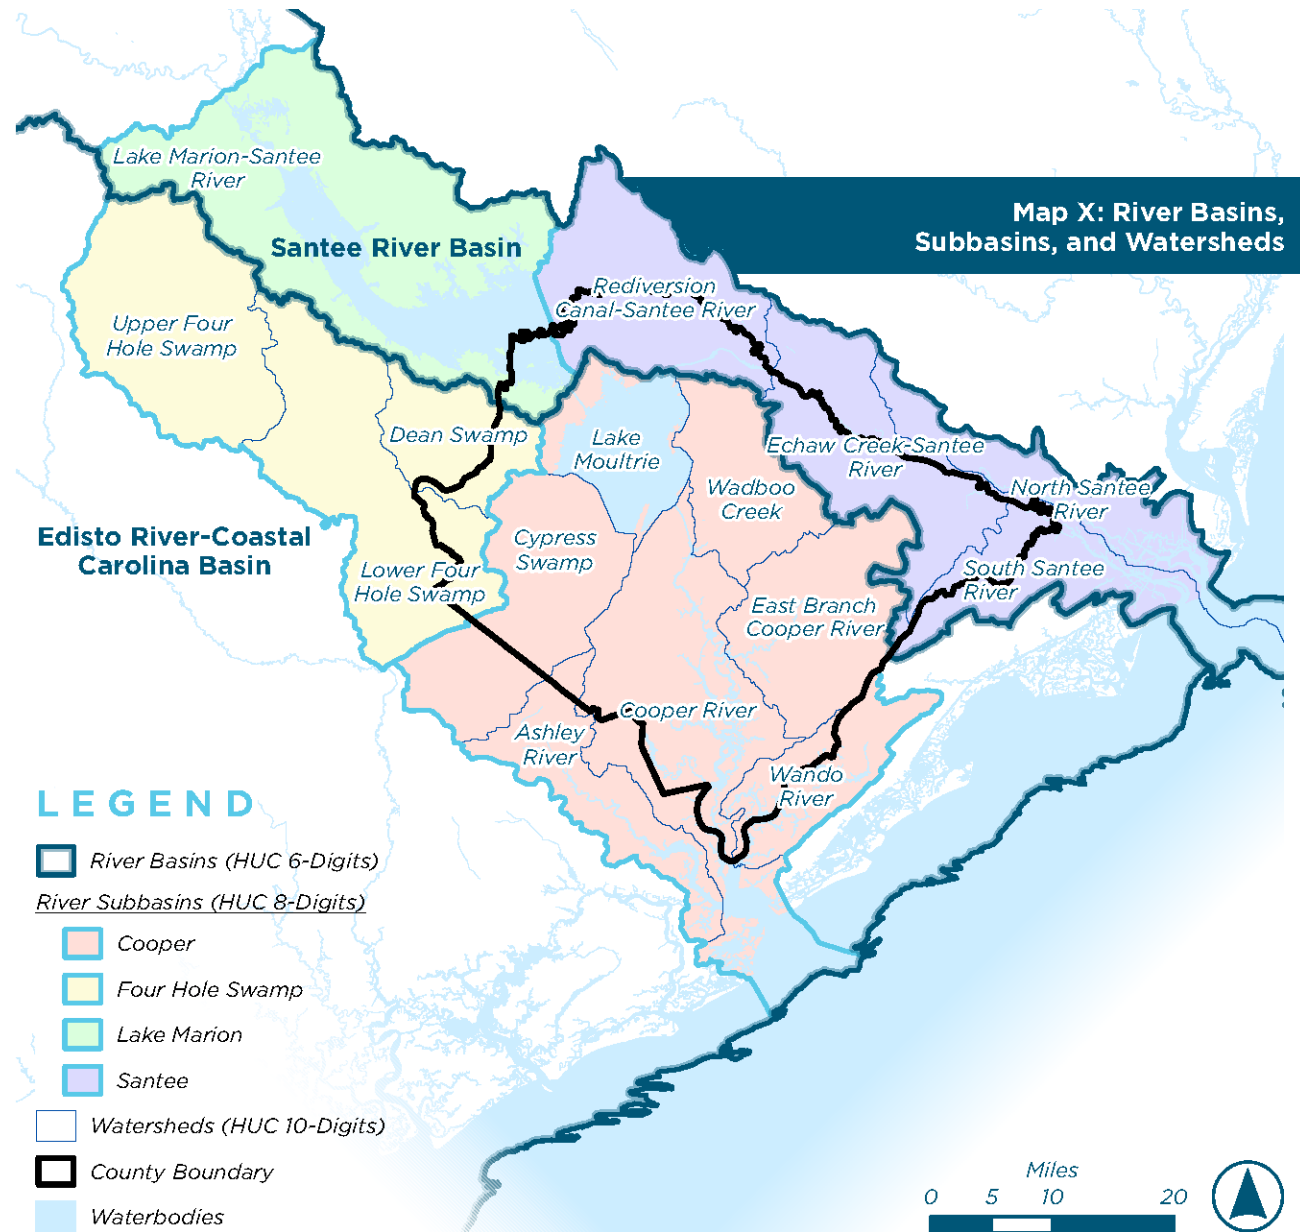 Map X: River Basins,
Subbasins, and Watersheds
Lake Marion-Santee
River
Santee River Basin
Rediversion
Canal-Santee River
Upper Four
Hole Swamp
Dean Swamp
Lake
Moultrie
Echaw Creek-Santee
River
Wadboo
Creek
North Santee
River
Edisto River-Coastal
Carolina Basin
Cypress
Swamp
Lower Four
Hole Swamp
South Santee
River
East Branch
Cooper River
Cooper River
Ashley
River
Wando
River
LEGEND
River Basins (HUC 6-Digits)
River Subbasins (HUC 8-Digits)
Cooper
Four Hole Swamp
Lake Marion
Santee
Watersheds (HUC 10-Digits)
County Boundary
Waterbodies
Miles
0 5 10 20